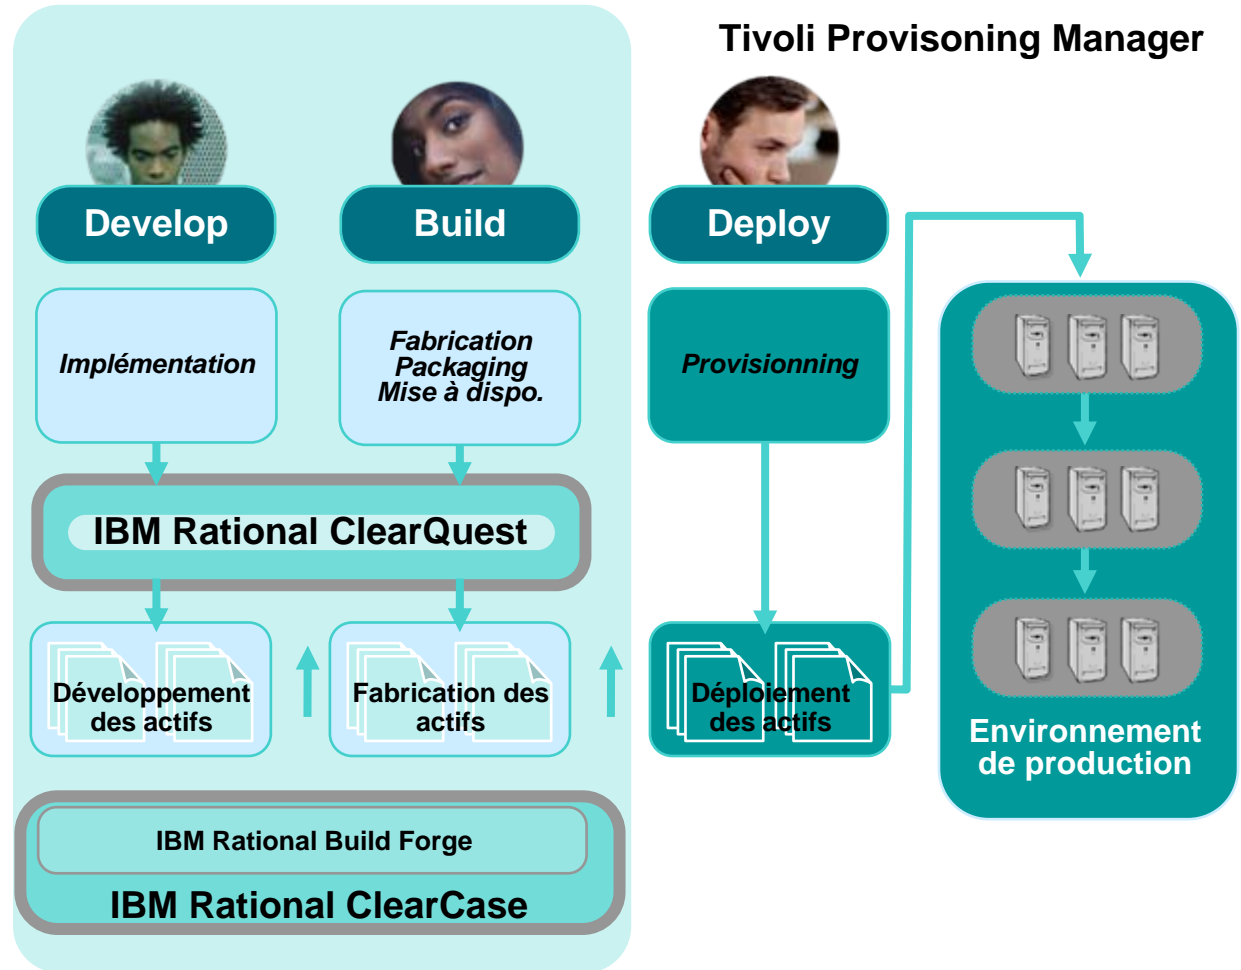 Tivoli Provisoning Manager
Develop
Build
Deploy
Implémentation
Fabrication
Packaging
Mise à dispo.
Provisionning
IBM Rational ClearQuest
Développement
des actifs
Fabrication des
actifs
Déploiement
des actifs
Environnement
de production
IBM Rational Build Forge
IBM Rational ClearCase